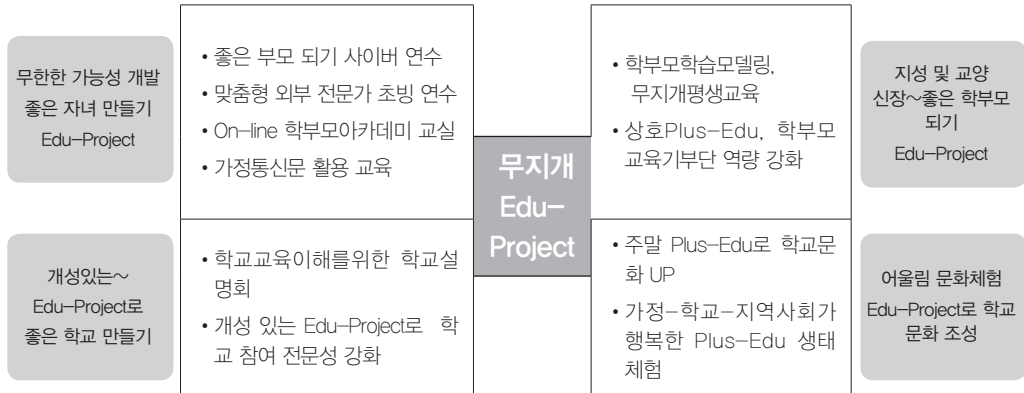 무한한 가능성 개발
좋은 자녀 만들기
Edu-Project
• 좋은 부모 되기 사이버 연수
• 맞춤형 외부 전문가 초빙 연수
• On-line 학부모아카데미 교실
• 가정통신문 활용 교육
무지개
Edu-
Project
• 학부모학습모델링,
무지개평생교육
• 상호Plus-Edu, 학부모
교육기부단 역량 강화
지성 및 교양
신장~좋은 학부모
되기
Edu-Project
개성있는~
Edu-Project로
좋은 학교 만들기
• 학교교육이해를위한 학교설
명회
• 개성 있는 Edu-Project로 학
교 참여 전문성 강화
• 주말 Plus-Edu로 학교문
화 UP
• 가정-학교-지역사회가
행복한 Plus-Edu 생태
체험
어울림 문화체험
Edu-Project로 학교
문화 조성